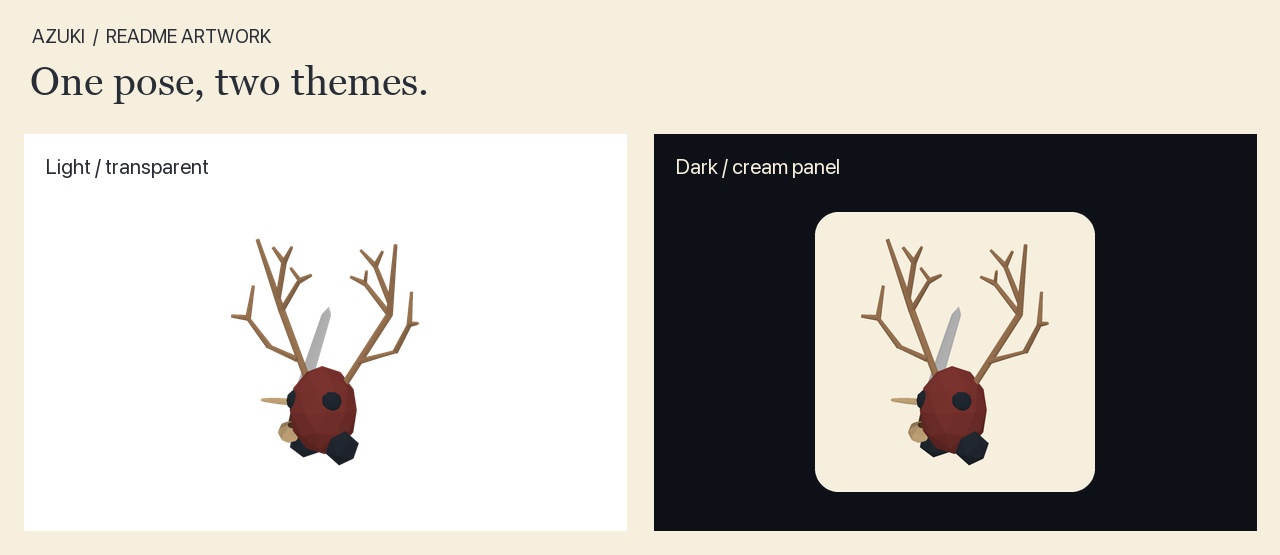 AZUKI / README ARTWORK
One pose, two themes.
Light / transparent
Dark / cream panel